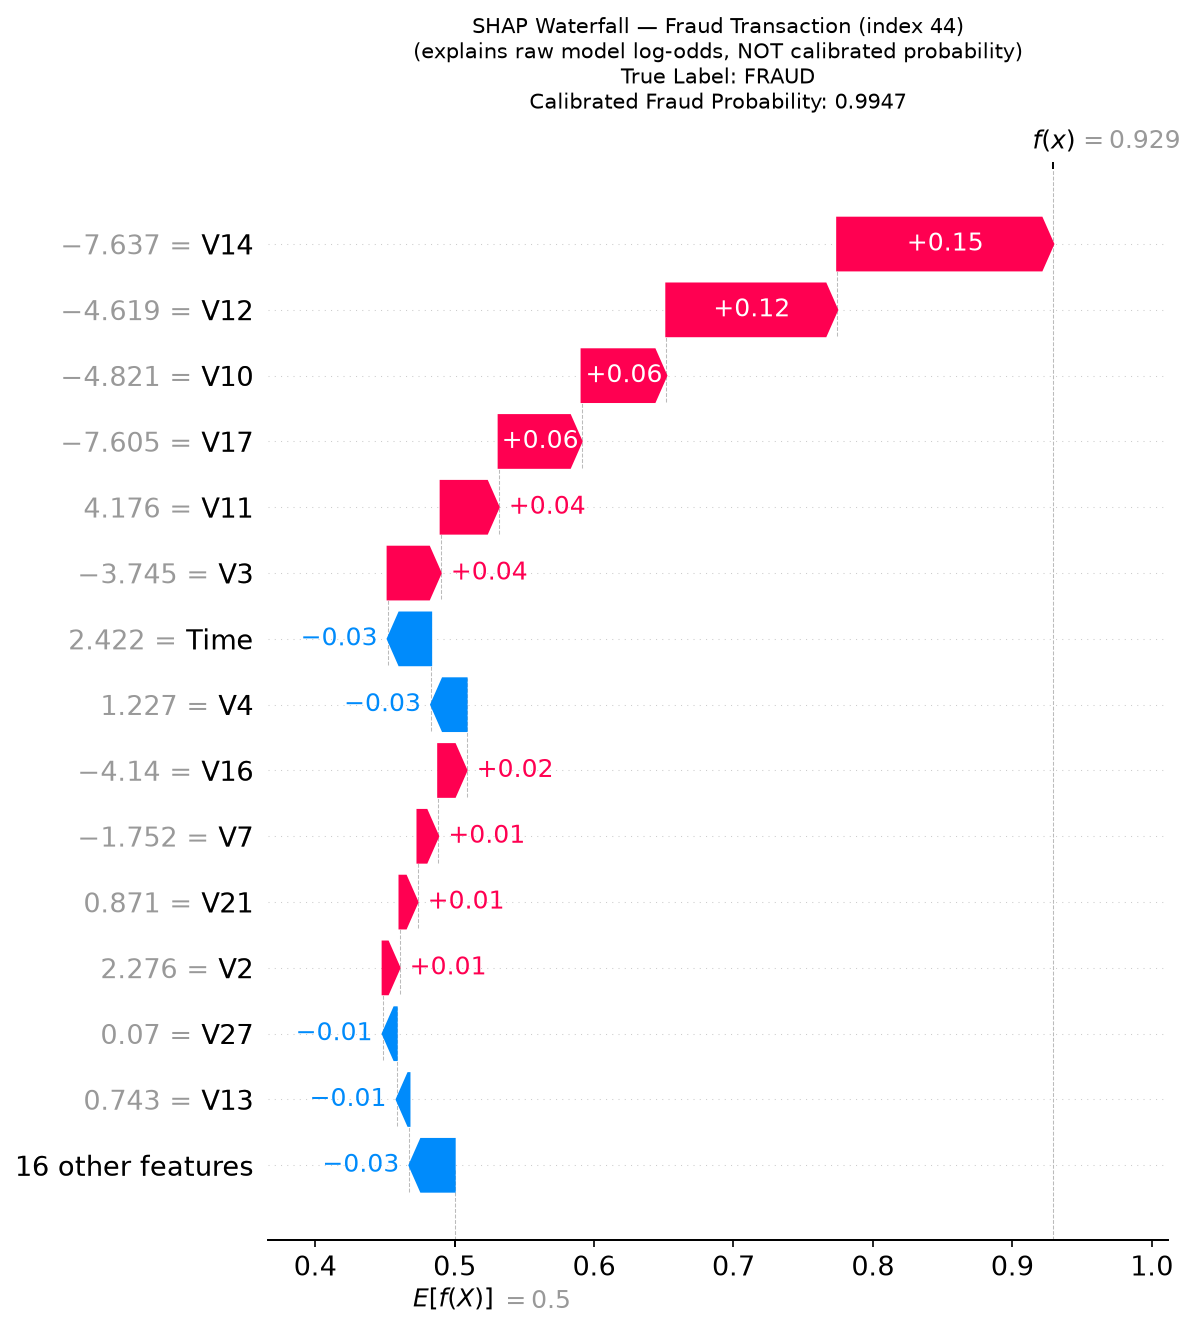 SHAP Waterfall — Fraud Transaction (index 44)
(explains raw model log-odds, NOT calibrated probability)
True Label: FRAUD
Calibrated Fraud Probability: 0.9947
f(x) = 0.929
−7.637 = V14 +0.15
−4.619 = V12 +0.12
−4.821 = V10 +0.06
−7.605 = V17 +0.06
4.176 = V11 +0.04
−3.745 = V3 +0.04
2.422 = Time −0.03
1.227 = V4 −0.03
−4.14 = V16 +0.02
−1.752 = V7 +0.01
0.871 = V21 +0.01
2.276 = V2 +0.01
0.07 = V27 −0.01
0.743 = V13 −0.01
16 other features −0.03
0.4 0.5 0.6 0.7 0.8 0.9 1.0
E[f(X)] = 0.5